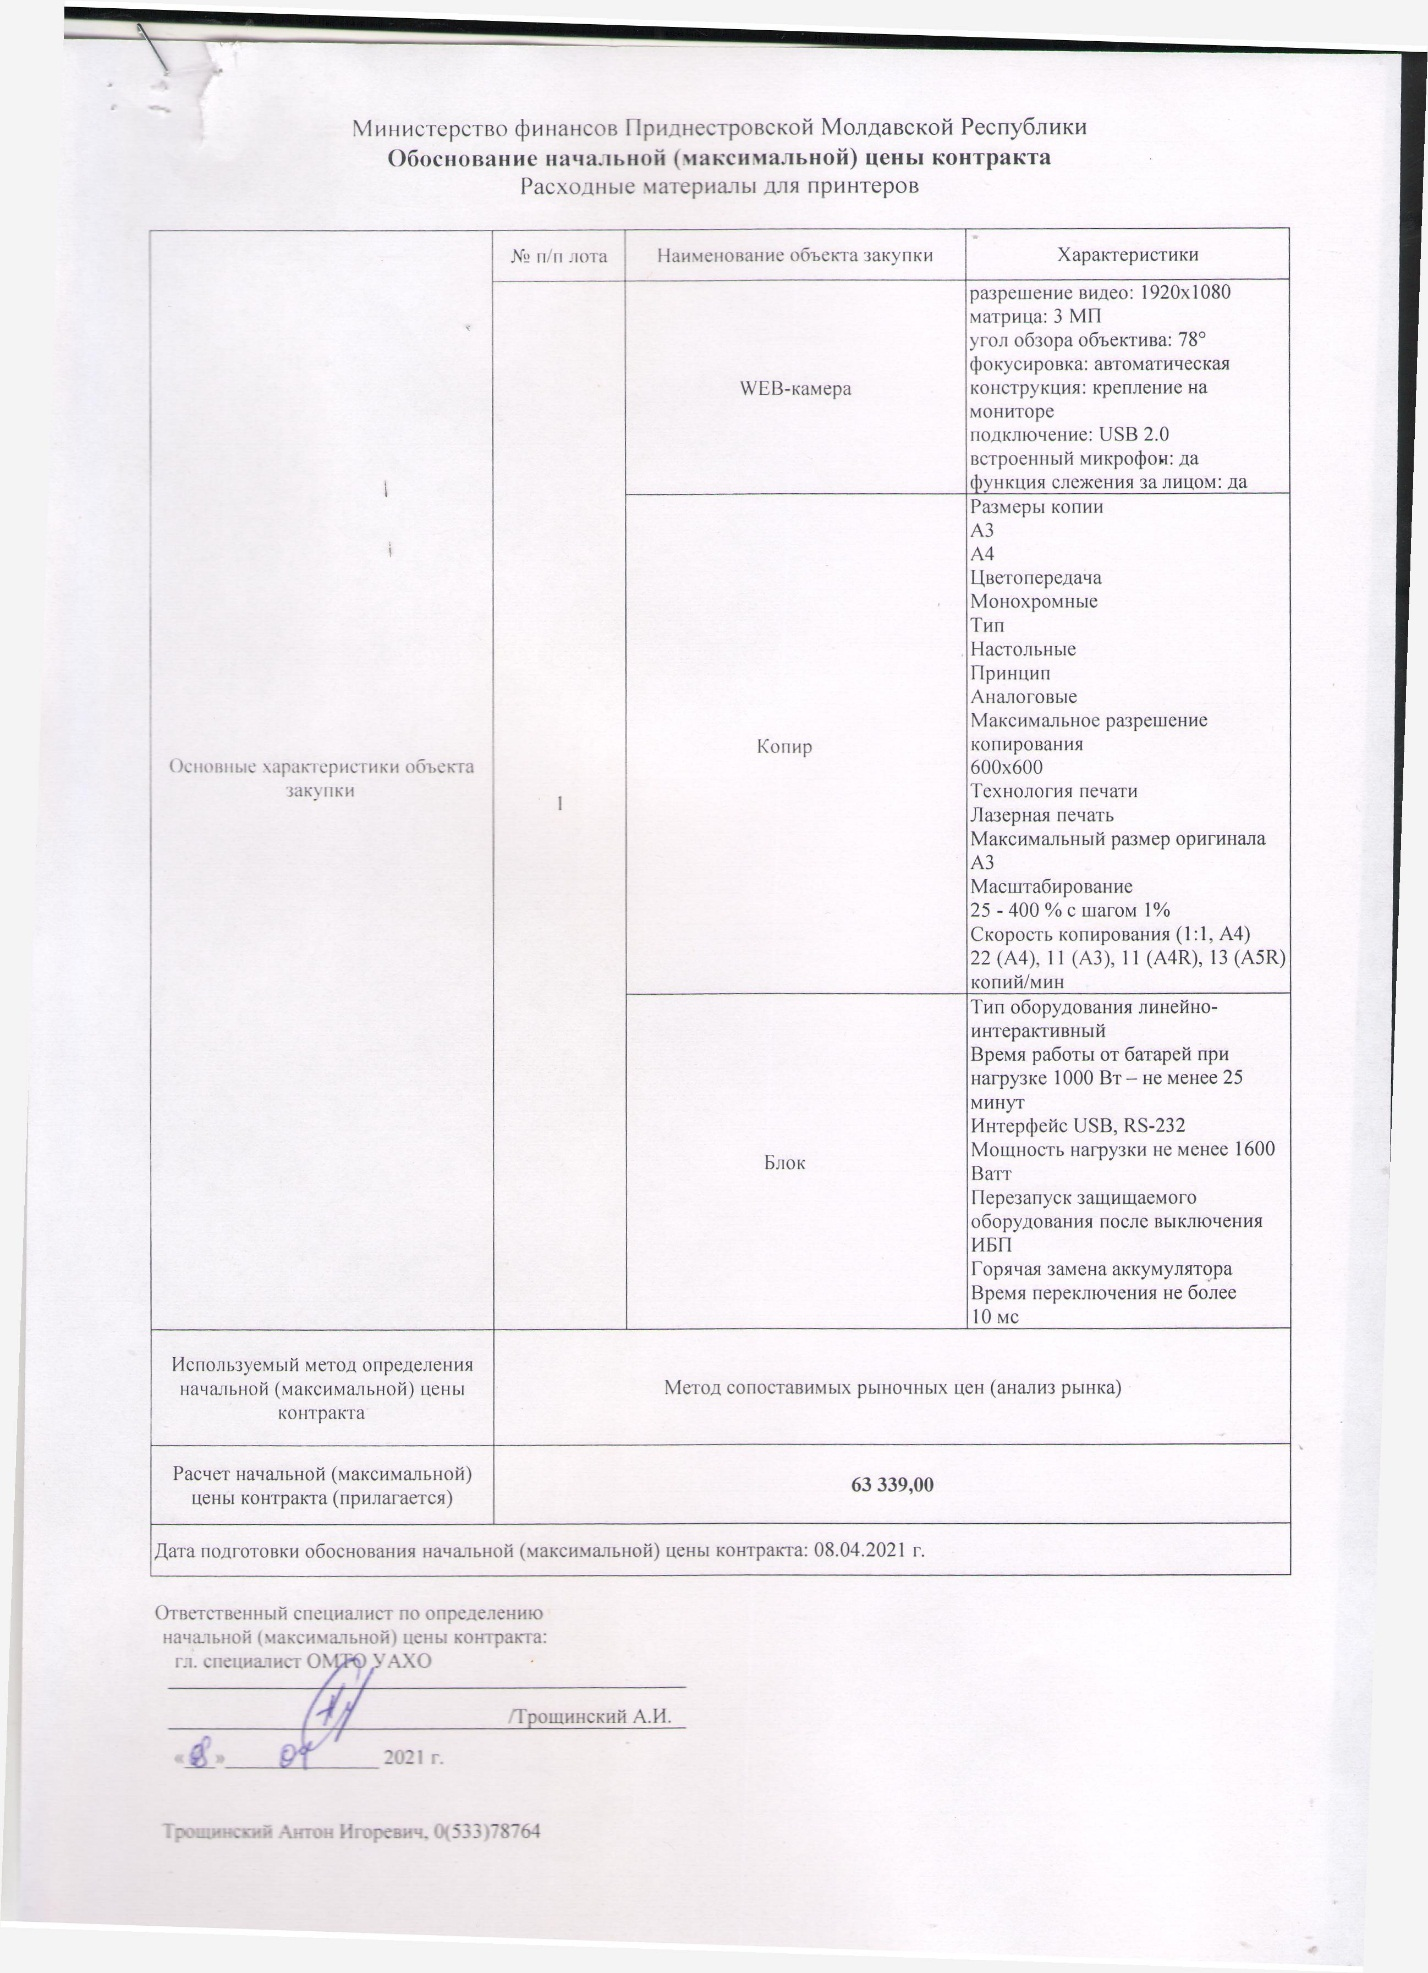 Министерство финансов Приднестровской Молдавской Республики
Обоснование начальной (максимальной) цены контракта
Расходные материалы для принтеров
№ п/п лота
Наименование объекта закупки
Характеристики
Основные характеристики объекта
закупки
1
WEB-камера
разрешение видео: 1920x1080
матрица: 3 МП
угол обзора объектива: 78°
фокусировка: автоматическая
конструкция: крепление на
мониторе
подключение: USB 2.0
встроенный микрофон: да
функция слежения за лицом: да
Копир
Размеры копии
А3
А4
Цветопередача
Монохромные
Тип
Настольные
Принцип
Аналоговые
Максимальное разрешение
копирования
600x600
Технология печати
Лазерная печать
Максимальный размер оригинала
А3
Масштабирование
25 - 400 % с шагом 1%
Скорость копирования (1:1, А4)
22 (А4), 11 (А3), 11 (A4R), 13 (A5R)
копий/мин
Блок
Тип оборудования линейно-
интерактивный
Время работы от батарей при
нагрузке 1000 Вт – не менее 25
минут
Интерфейс USB, RS-232
Мощность нагрузки не менее 1600
Ватт
Перезапуск защищаемого
оборудования после выключения
ИБП
Горячая замена аккумулятора
Время переключения не более
10 мс
Используемый метод определения
начальной (максимальной) цены
контракта
Метод сопоставимых рыночных цен (анализ рынка)
Расчет начальной (максимальной)
цены контракта (прилагается)
63 339,00
Дата подготовки обоснования начальной (максимальной) цены контракта: 08.04.2021 г.
Ответственный специалист по определению
начальной (максимальной) цены контракта:
гл. специалист ОМТО УАХО
/Трощинский А.И.
«8» 04 2021 г.
Трощинский Антон Игоревич, 0(533)78764